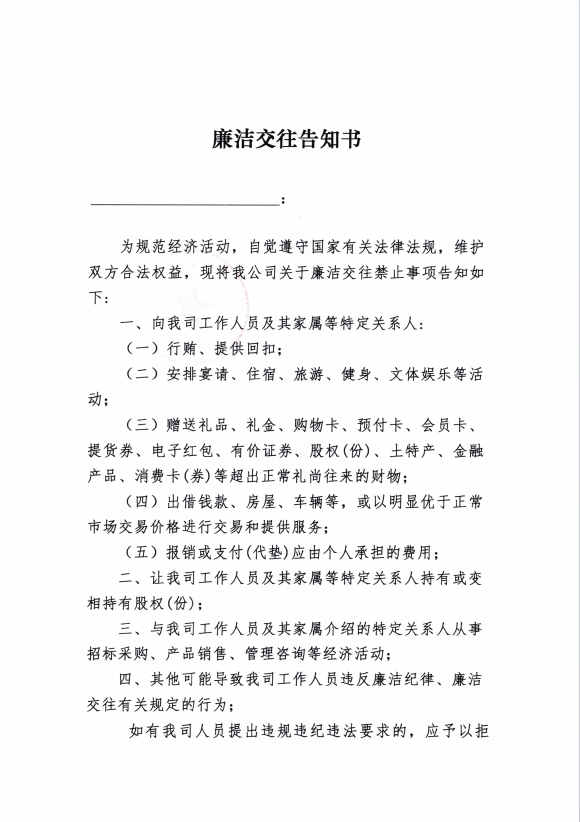 廉洁交往告知书
：
为规范经济活动，自觉遵守国家有关法律法规，维护
双方合法权益，现将我公司关于廉洁交往禁止事项告知如
下：
一、向我司工作人员及其家属等特定关系人：
（一）行贿、提供回扣；
（二）安排宴请、住宿、旅游、健身、文体娱乐等活
动；
（三）赠送礼品、礼金、购物卡、预付卡、会员卡、
提货券、电子红包、有价证券、股权(份)、土特产、金融
产品、消费卡(券)等超出正常礼尚往来的财物；
（四）出借钱款、房屋、车辆等，或以明显优于正常
市场交易价格进行交易和提供服务；
（五）报销或支付(代垫)应由个人承担的费用；
二、让我司工作人员及其家属等特定关系人持有或变
相持有股权(份)；
三、与我司工作人员及其家属介绍的特定关系人从事
招标采购、产品销售、管理咨询等经济活动；
四、其他可能导致我司工作人员违反廉洁纪律、廉洁
交往有关规定的行为；
如有我司人员提出违规违纪违法要求的，应予以拒